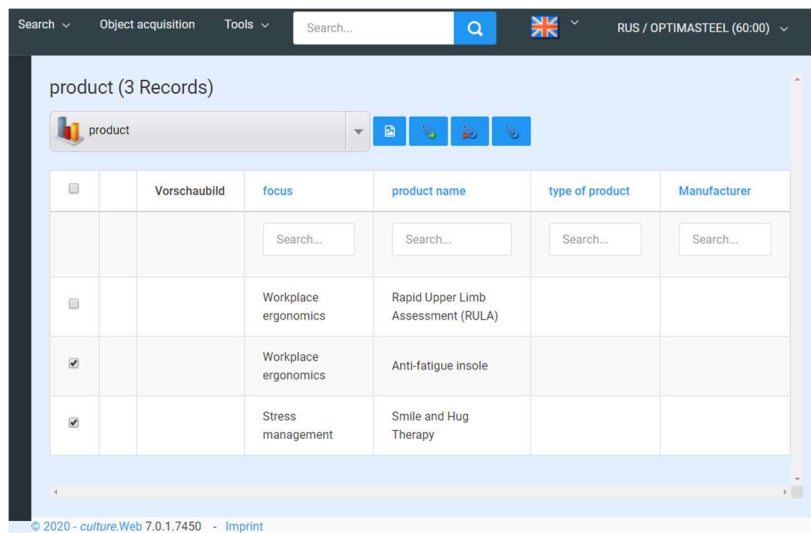 Search Object acquisition Tools Search... RUS / OPTIMASTEEL (60:00)
product (3 Records)
product
Vorschaubild focus product name type of product Manufacturer
Search... Search... Search... Search...
Workplace ergonomics Rapid Upper Limb Assessment (RULA)
Workplace ergonomics Anti-fatigue insole
Stress management Smile and Hug Therapy
© 2020 - culture.Web 7.0.1.7450 - Imprint